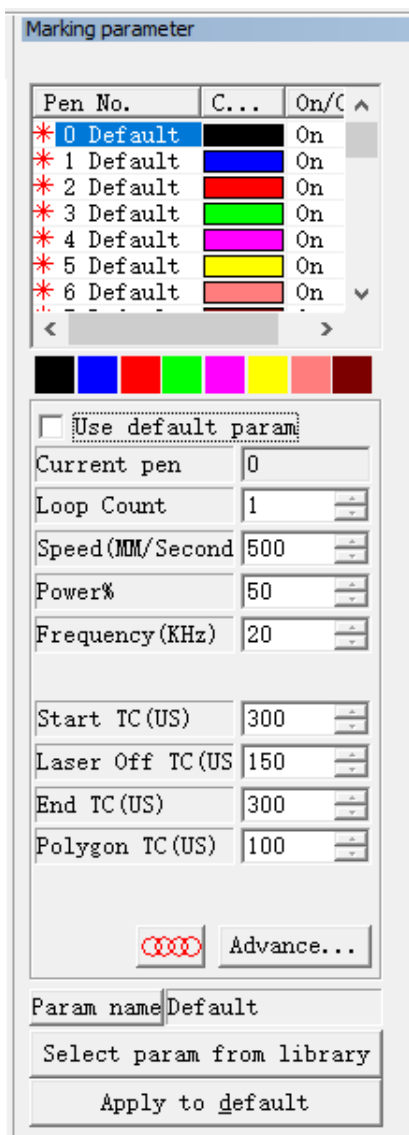 Marking parameter
Pen No. C... On/C
0 Default On
1 Default On
2 Default On
3 Default On
4 Default On
5 Default On
6 Default On
Use default param
Current pen 0
Loop Count 1
Speed(MM/Second 500
Power% 50
Frequency(KHz) 20
Start TC(US) 300
Laser Off TC(US 150
End TC(US) 300
Polygon TC(US) 100
Advance...
Param name Default
Select param from library
Apply to default